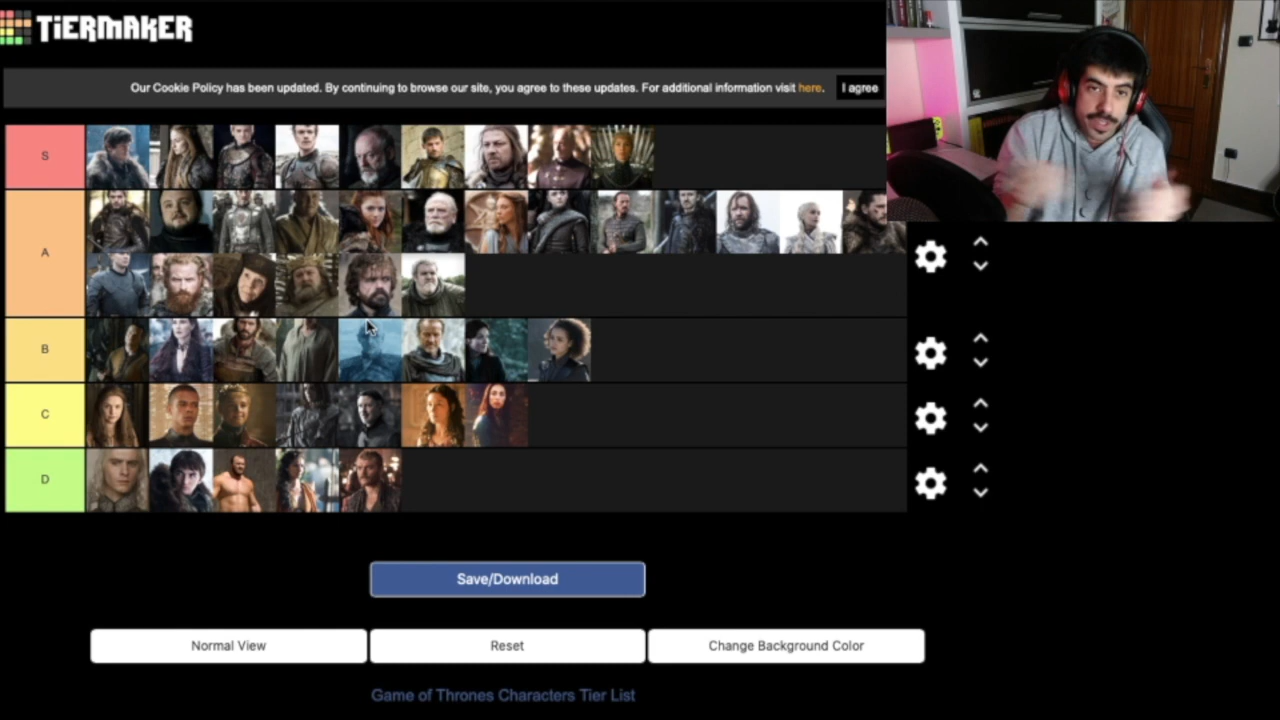 TiERMAKER
Our Cookie Policy has been updated. By continuing to browse our site, you agree to these updates. For additional information visit here. I agree
S
A
B
C
D
Save/Download
Normal View Reset Change Background Color
Game of Thrones Characters Tier List